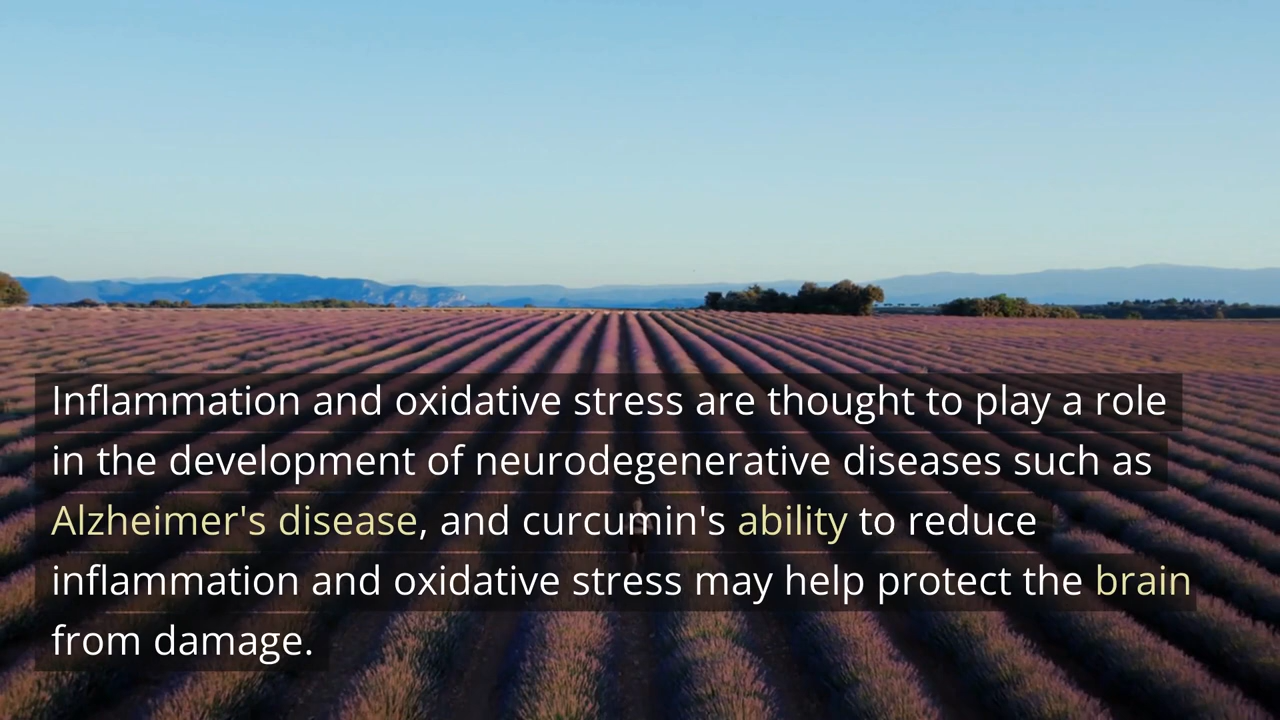 Inflammation and oxidative stress are thought to play a role
in the development of neurodegenerative diseases such as
Alzheimer's disease, and curcumin's ability to reduce
inflammation and oxidative stress may help protect the brain
from damage.